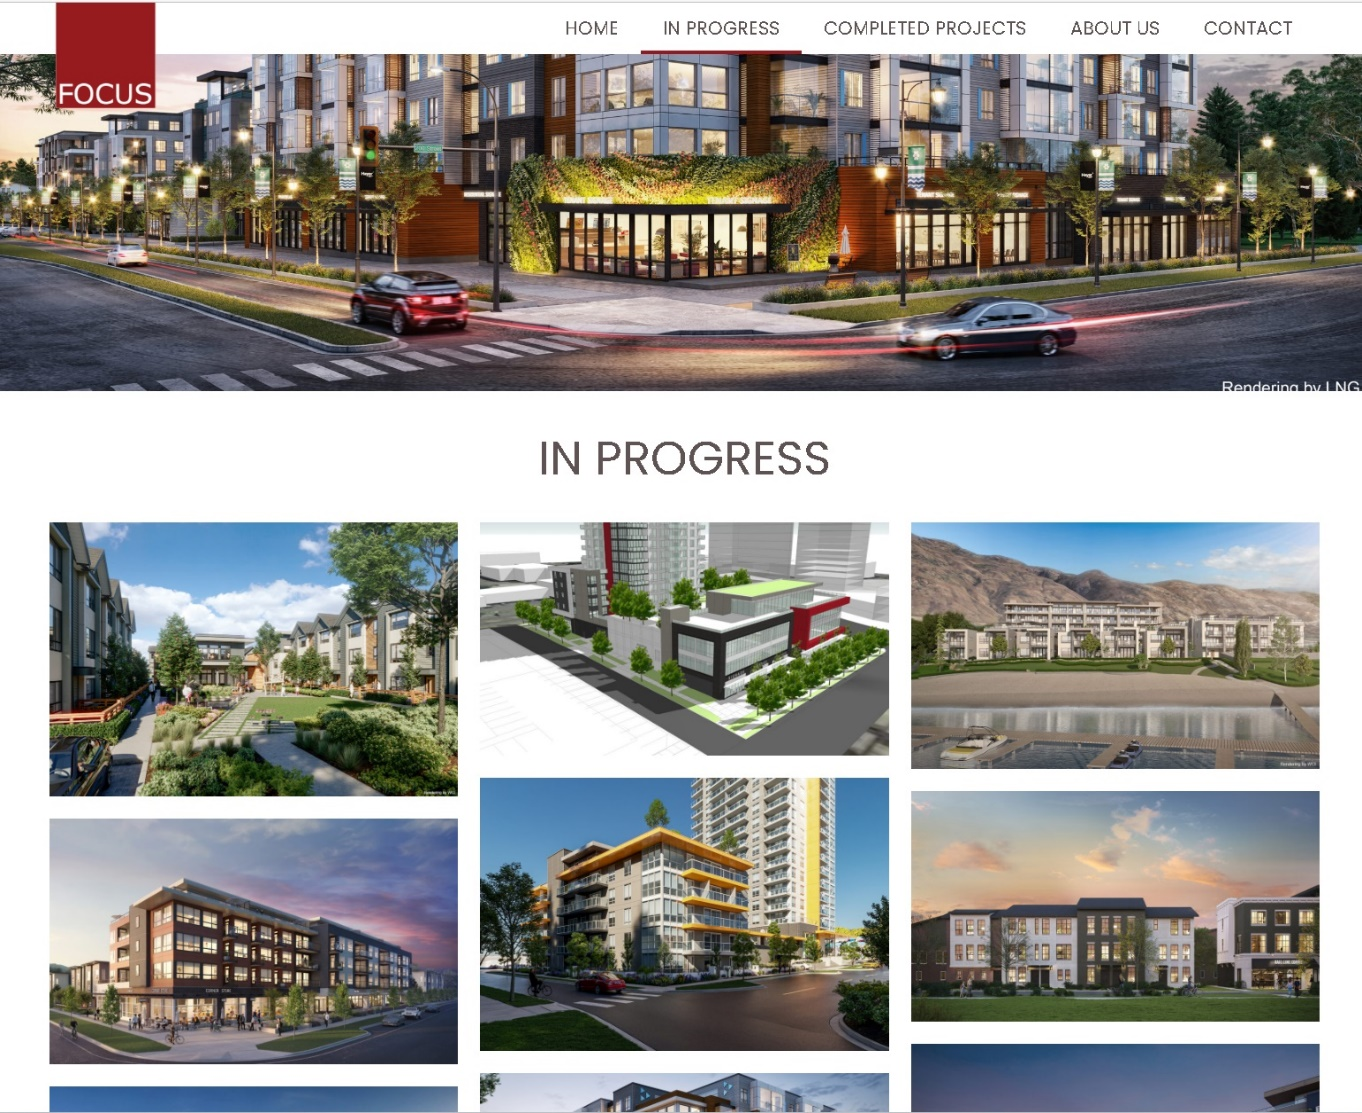 FOCUS
HOME
IN PROGRESS
COMPLETED PROJECTS
ABOUT US
CONTACT
Rendering by LNG
IN PROGRESS